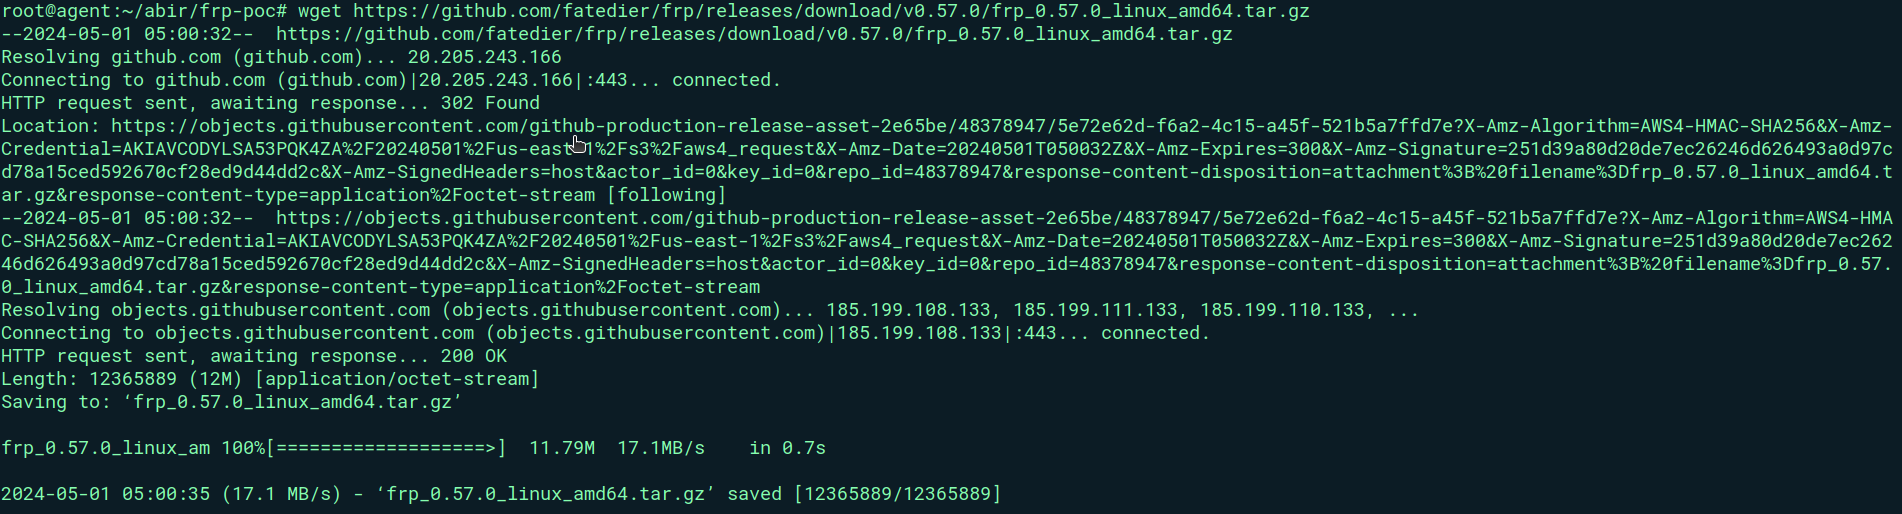 root@agent:~/abir/frp-poc# wget https://github.com/fatedier/frp/releases/download/v0.57.0/frp_0.57.0_linux_amd64.tar.gz
--2024-05-01 05:00:32--  https://github.com/fatedier/frp/releases/download/v0.57.0/frp_0.57.0_linux_amd64.tar.gz
Resolving github.com (github.com)... 20.205.243.166
Connecting to github.com (github.com)|20.205.243.166|:443... connected.
HTTP request sent, awaiting response... 302 Found
Location: https://objects.githubusercontent.com/github-production-release-asset-2e65be/48378947/5e72e62d-f6a2-4c15-a45f-521b5a7ffd7e?X-Amz-Algorithm=AWS4-HMAC-SHA256&X-Amz-
Credential=AKIAVCODYLSA53PQK4ZA%2F20240501%2Fus-east-1%2Fs3%2Faws4_request&X-Amz-Date=20240501T050032Z&X-Amz-Expires=300&X-Amz-Signature=251d39a80d20de7ec26246d626493a0d97c
d78a15ced592670cf28ed9d44dd2c&X-Amz-SignedHeaders=host&actor_id=0&key_id=0&repo_id=48378947&response-content-disposition=attachment%3B%20filename%3Dfrp_0.57.0_linux_amd64.t
ar.gz&response-content-type=application%2Foctet-stream [following]
--2024-05-01 05:00:32--  https://objects.githubusercontent.com/github-production-release-asset-2e65be/48378947/5e72e62d-f6a2-4c15-a45f-521b5a7ffd7e?X-Amz-Algorithm=AWS4-HMA
C-SHA256&X-Amz-Credential=AKIAVCODYLSA53PQK4ZA%2F20240501%2Fus-east-1%2Fs3%2Faws4_request&X-Amz-Date=20240501T050032Z&X-Amz-Expires=300&X-Amz-Signature=251d39a80d20de7ec262
46d626493a0d97cd78a15ced592670cf28ed9d44dd2c&X-Amz-SignedHeaders=host&actor_id=0&key_id=0&repo_id=48378947&response-content-disposition=attachment%3B%20filename%3Dfrp_0.57.
0_linux_amd64.tar.gz&response-content-type=application%2Foctet-stream
Resolving objects.githubusercontent.com (objects.githubusercontent.com)... 185.199.108.133, 185.199.111.133, 185.199.110.133, ...
Connecting to objects.githubusercontent.com (objects.githubusercontent.com)|185.199.108.133|:443... connected.
HTTP request sent, awaiting response... 200 OK
Length: 12365889 (12M) [application/octet-stream]
Saving to: ‘frp_0.57.0_linux_amd64.tar.gz’
frp_0.57.0_linux_am 100%[===================>]  11.79M  17.1MB/s    in 0.7s
2024-05-01 05:00:35 (17.1 MB/s) - ‘frp_0.57.0_linux_amd64.tar.gz’ saved [12365889/12365889]